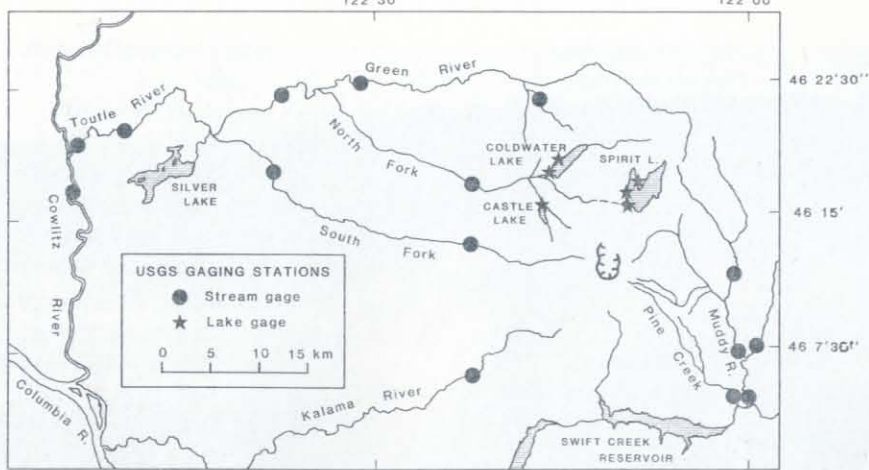 122°30'
122°00'
46°22'30"
Green River
Toutle River
North Fork
COLDWATER
LAKE
SPIRIT L.
SILVER
LAKE
CASTLE
LAKE
46°15'
South Fork
Cowlitz River
USGS GAGING STATIONS
Stream gage
Lake gage
0 5 10 15 km
Pine Creek
Muddy R.
46°7'30"
Kalama River
Columbia R.
SWIFT CREEK
RESERVOIR